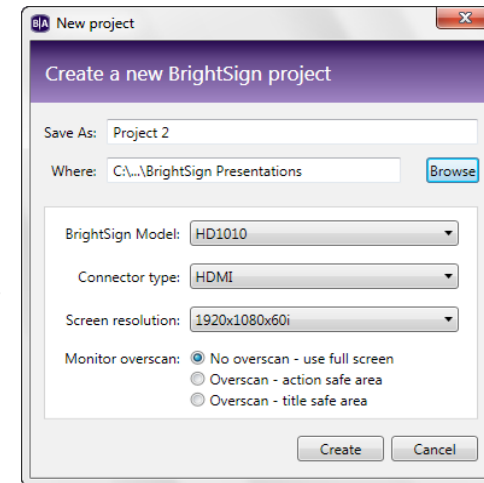 B|A New project
Create a new BrightSign project
Save As: Project 2
Where: C:\...\BrightSign Presentations Browse
BrightSign Model: HD1010
Connector type: HDMI
Screen resolution: 1920x1080x60i
Monitor overscan: No overscan - use full screen
Overscan - action safe area
Overscan - title safe area
Create Cancel